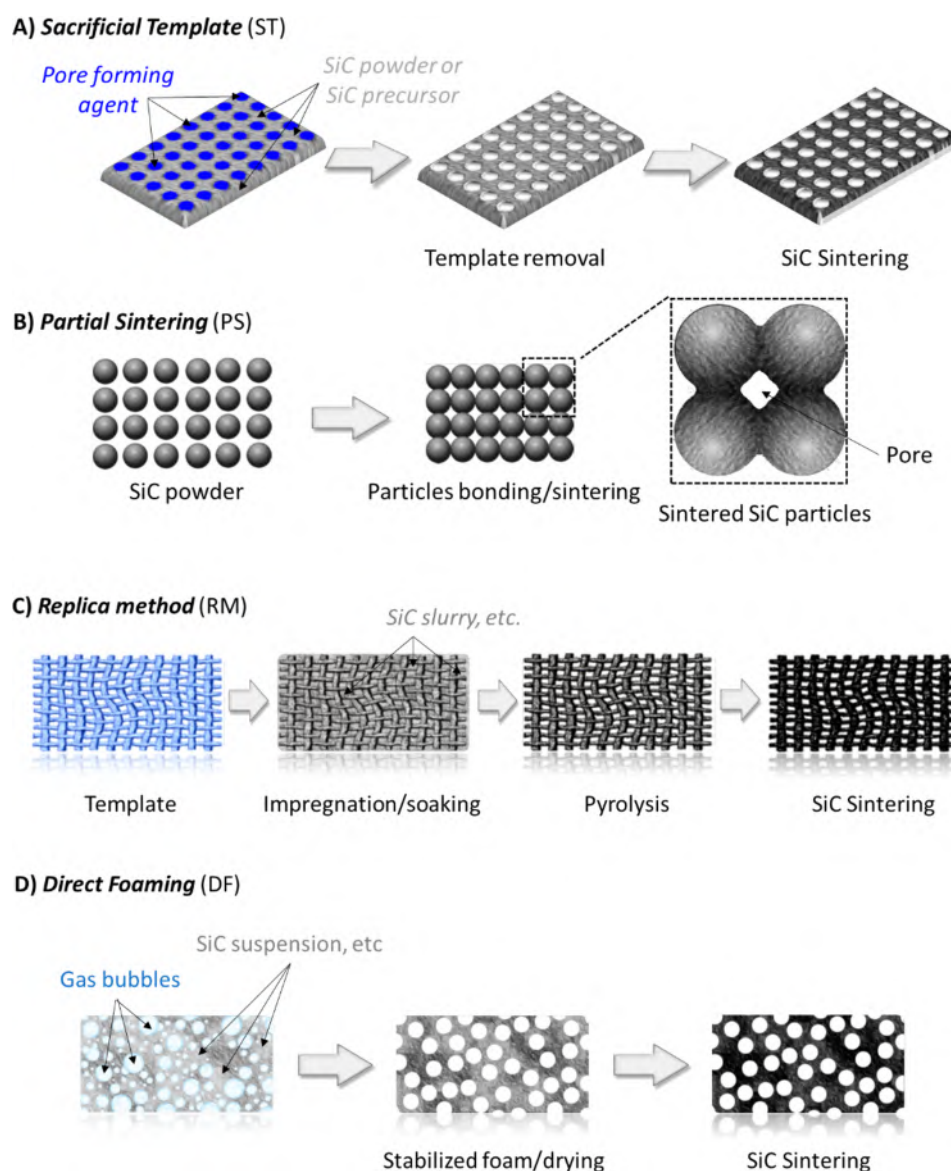 A) Sacrificial Template (ST)
Pore forming
agent
SiC powder or
SiC precursor
Template removal
SiC Sintering
B) Partial Sintering (PS)
SiC powder
Particles bonding/sintering
Pore
Sintered SiC particles
C) Replica method (RM)
SiC slurry, etc.
Template
Impregnation/soaking
Pyrolysis
SiC Sintering
D) Direct Foaming (DF)
SiC suspension, etc
Gas bubbles
Stabilized foam/drying
SiC Sintering